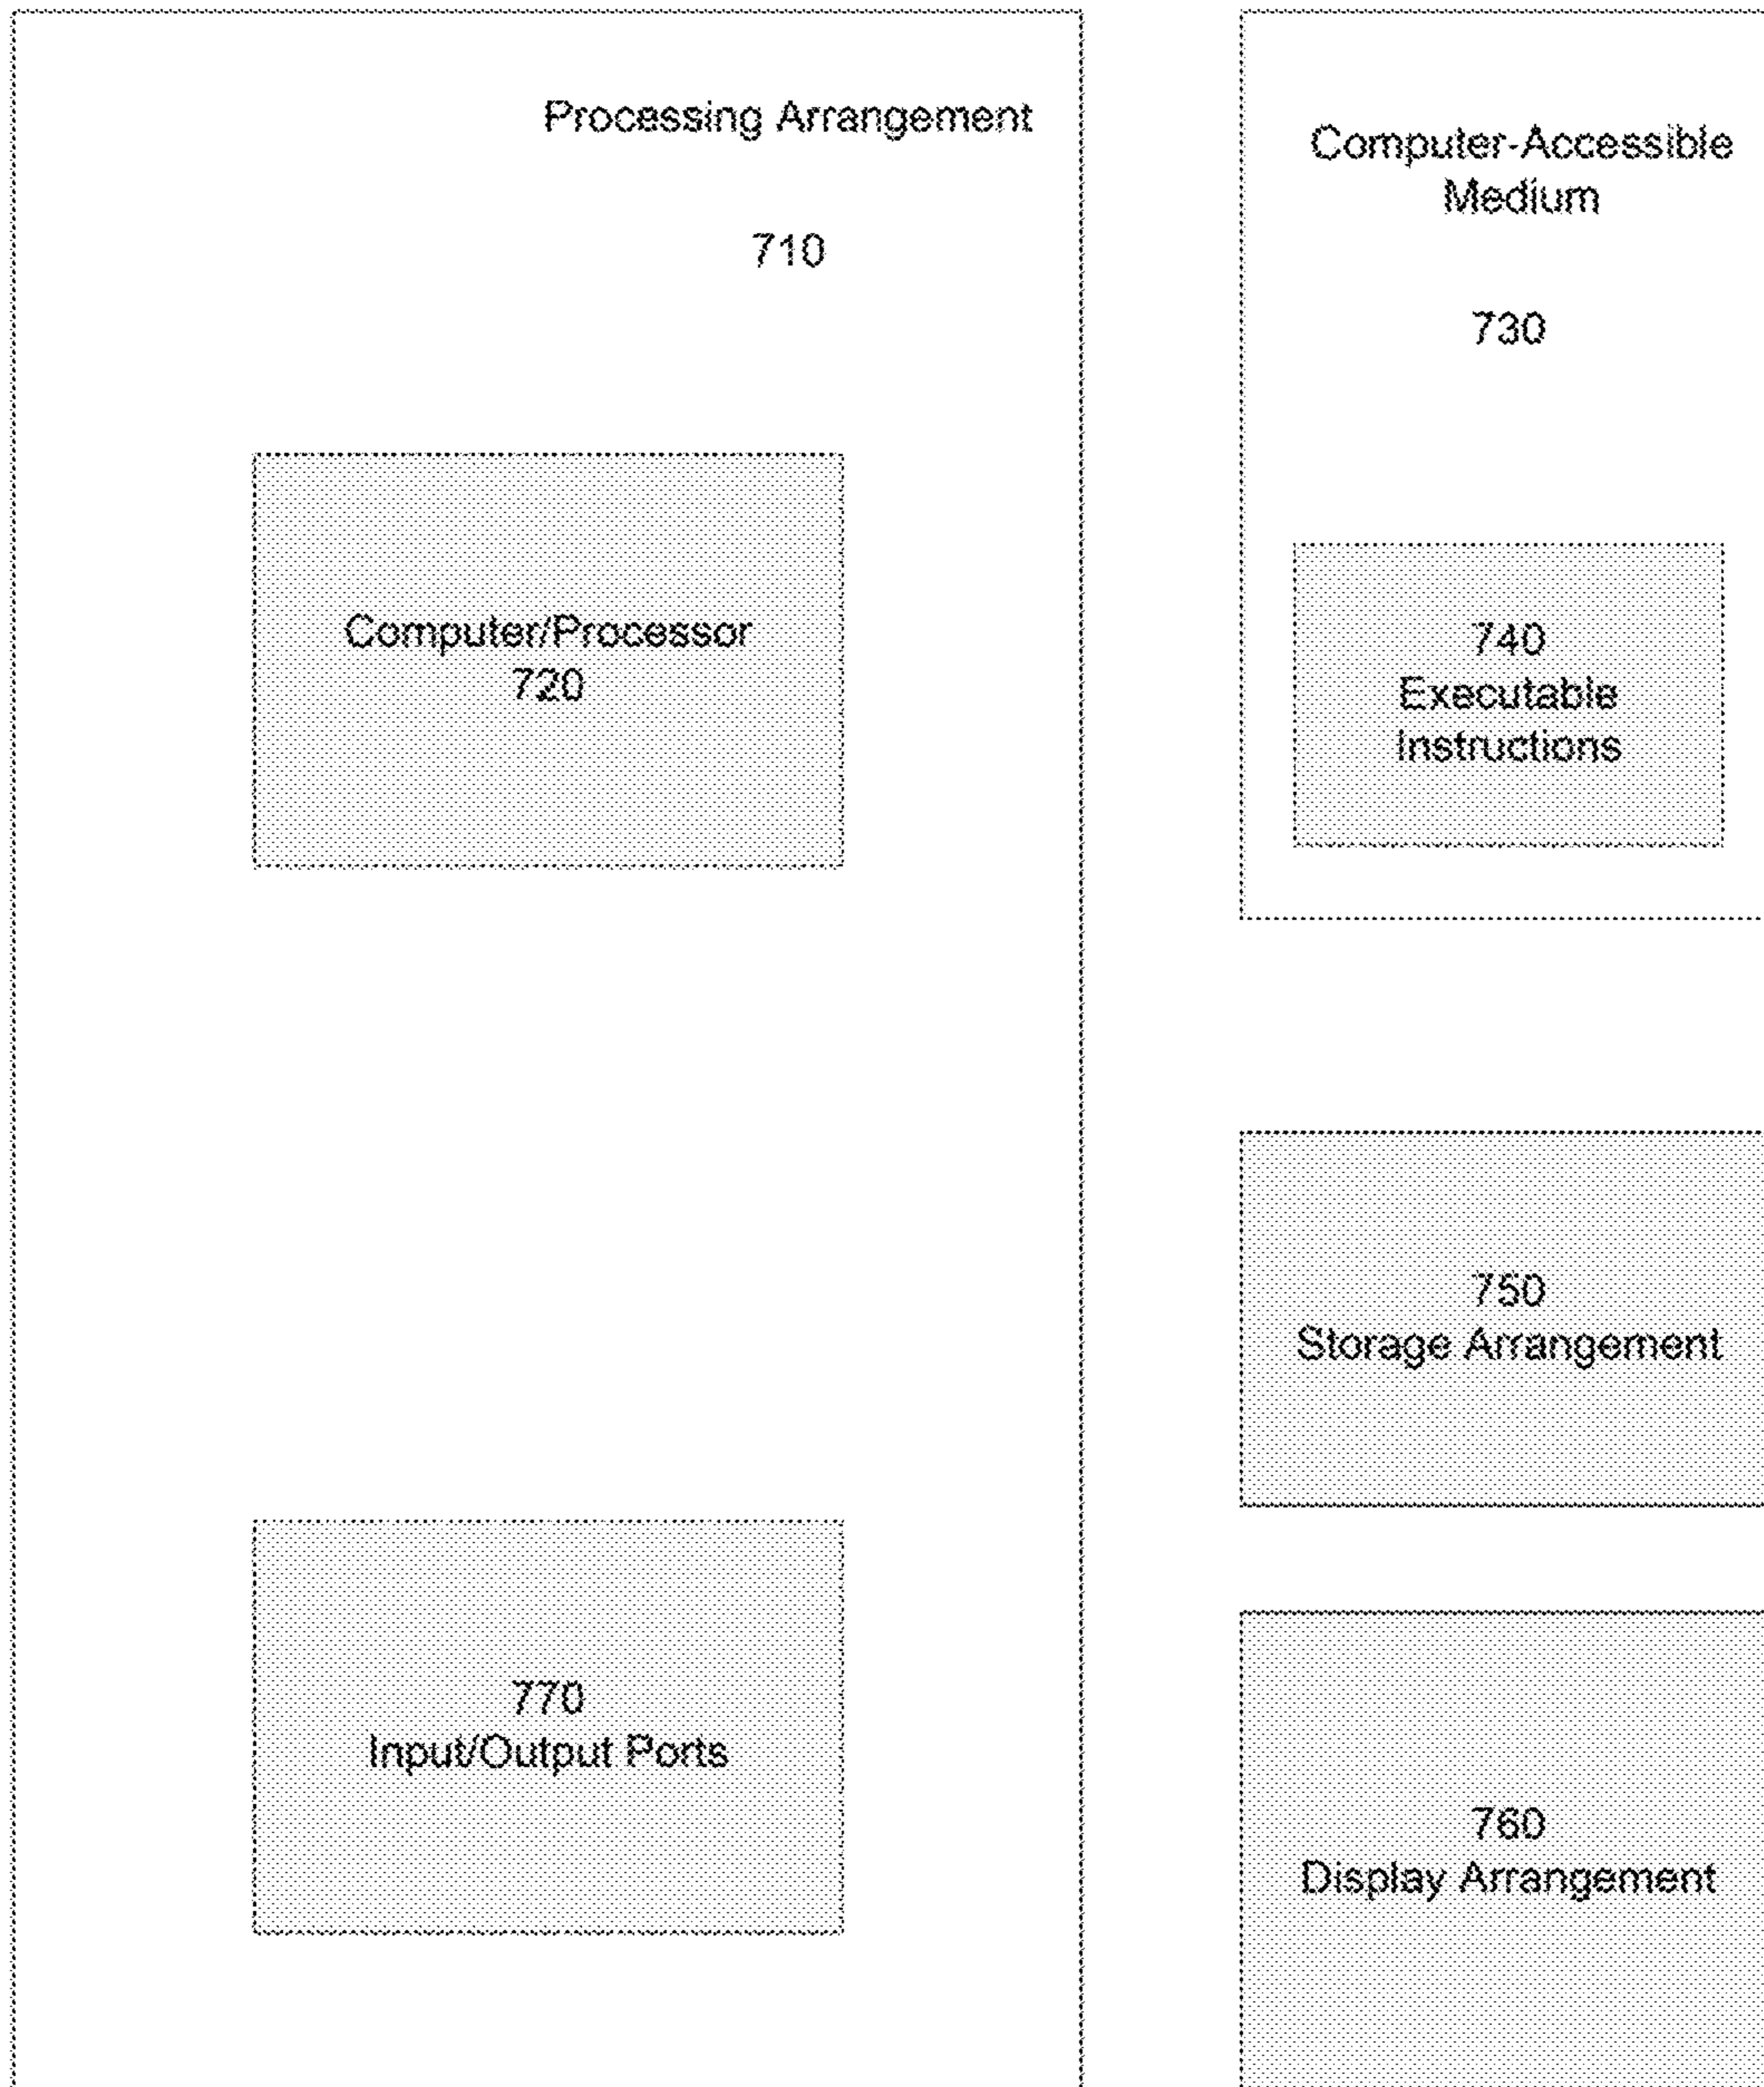 Processing Arrangement
710
Computer/Processor
720
770
Input/Output Ports
Computer-Accessible
Medium
730
740
Executable
Instructions
750
Storage Arrangement
760
Display Arrangement